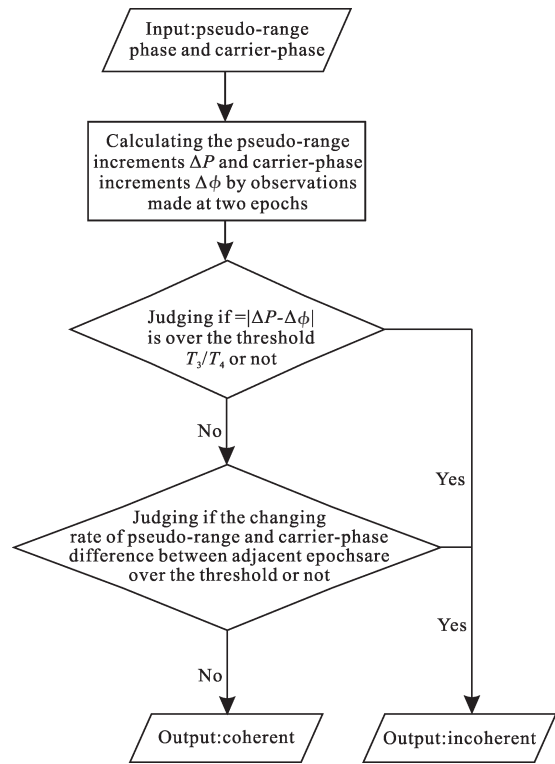 Input:pseudo-range
phase and carrier-phase
Calculating the pseudo-range
increments ΔP and carrier-phase
increments Δϕ by observations
made at two epochs
Judging if =|ΔP-Δϕ|
is over the threshold
T₃/T₄ or not
No
Yes
Judging if the changing
rate of pseudo-range and carrier-phase
difference between adjacent epochsare
over the threshold or not
Yes
No
Output:coherent
Output:incoherent